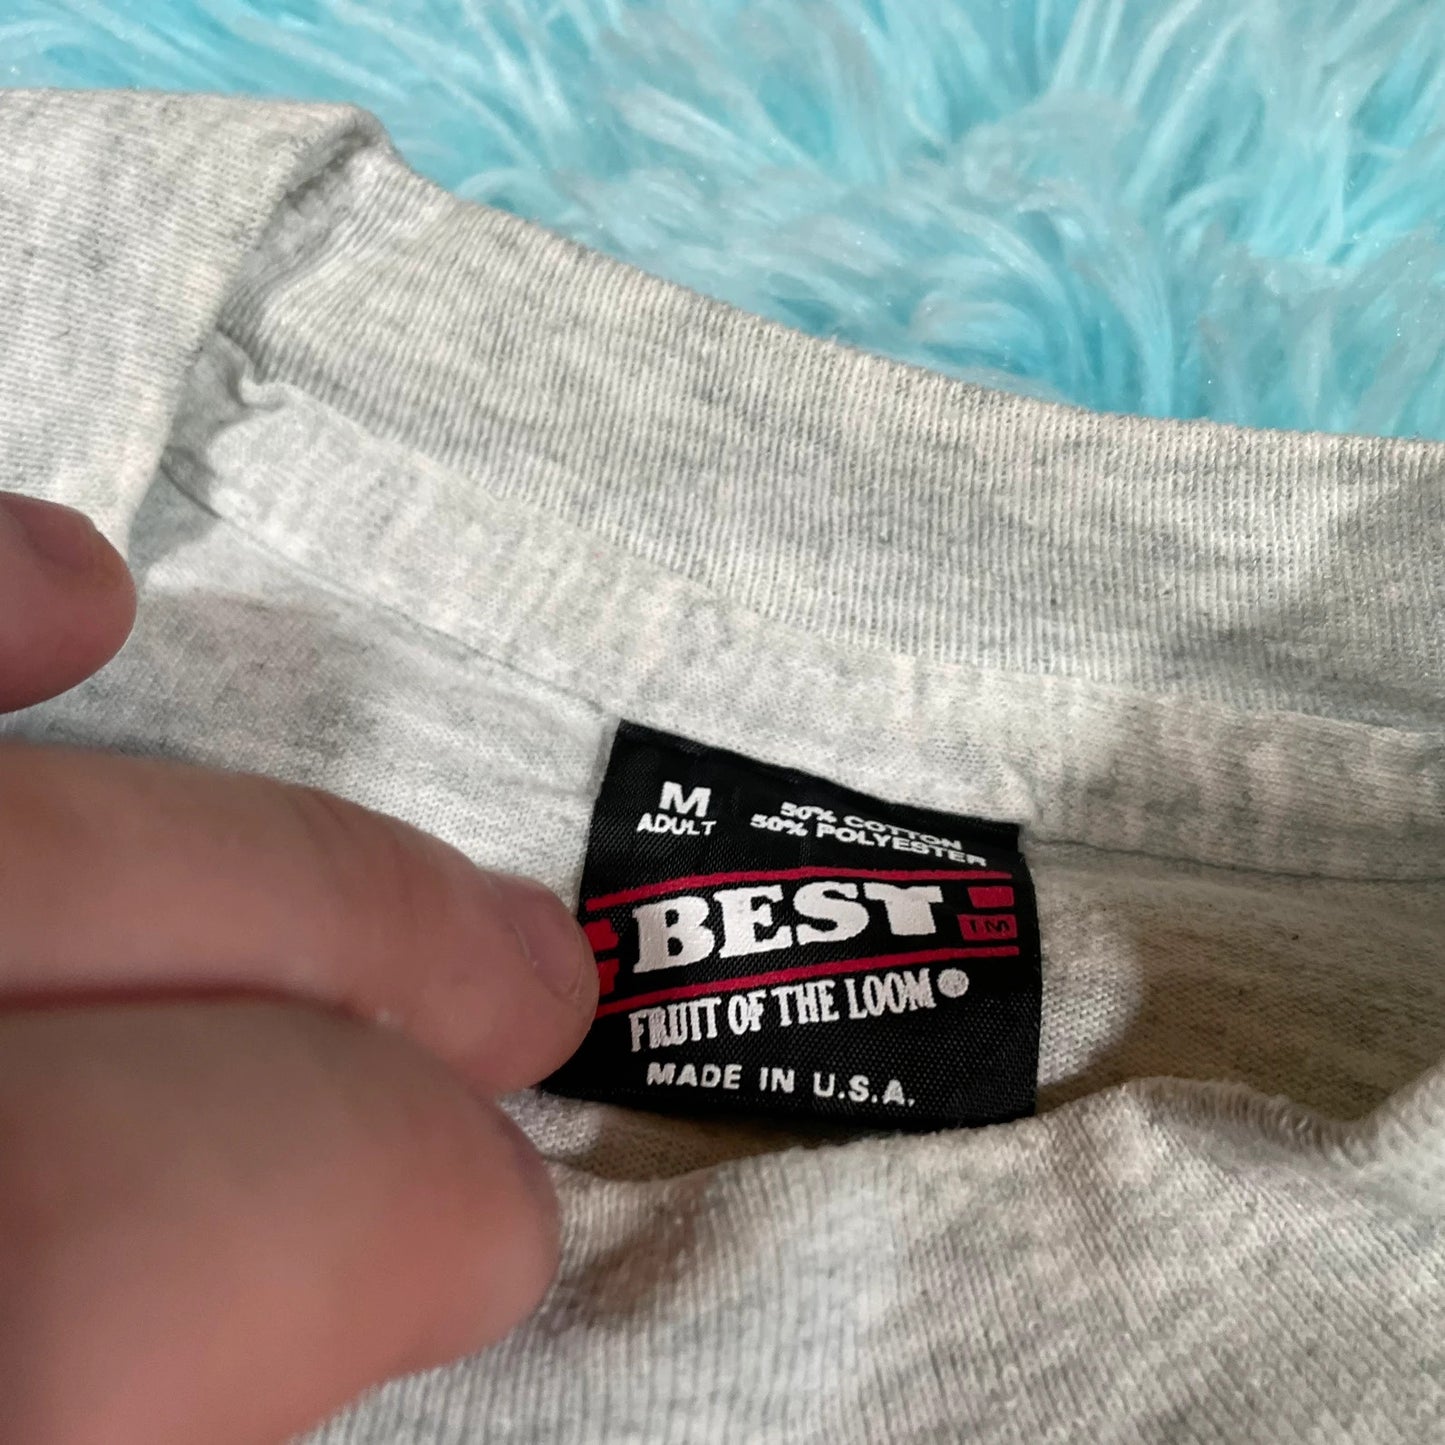 M
ADULT
50% COTTON
50% POLYESTER
BEST
TM
FRUIT OF THE LOOM
MADE IN U.S.A.